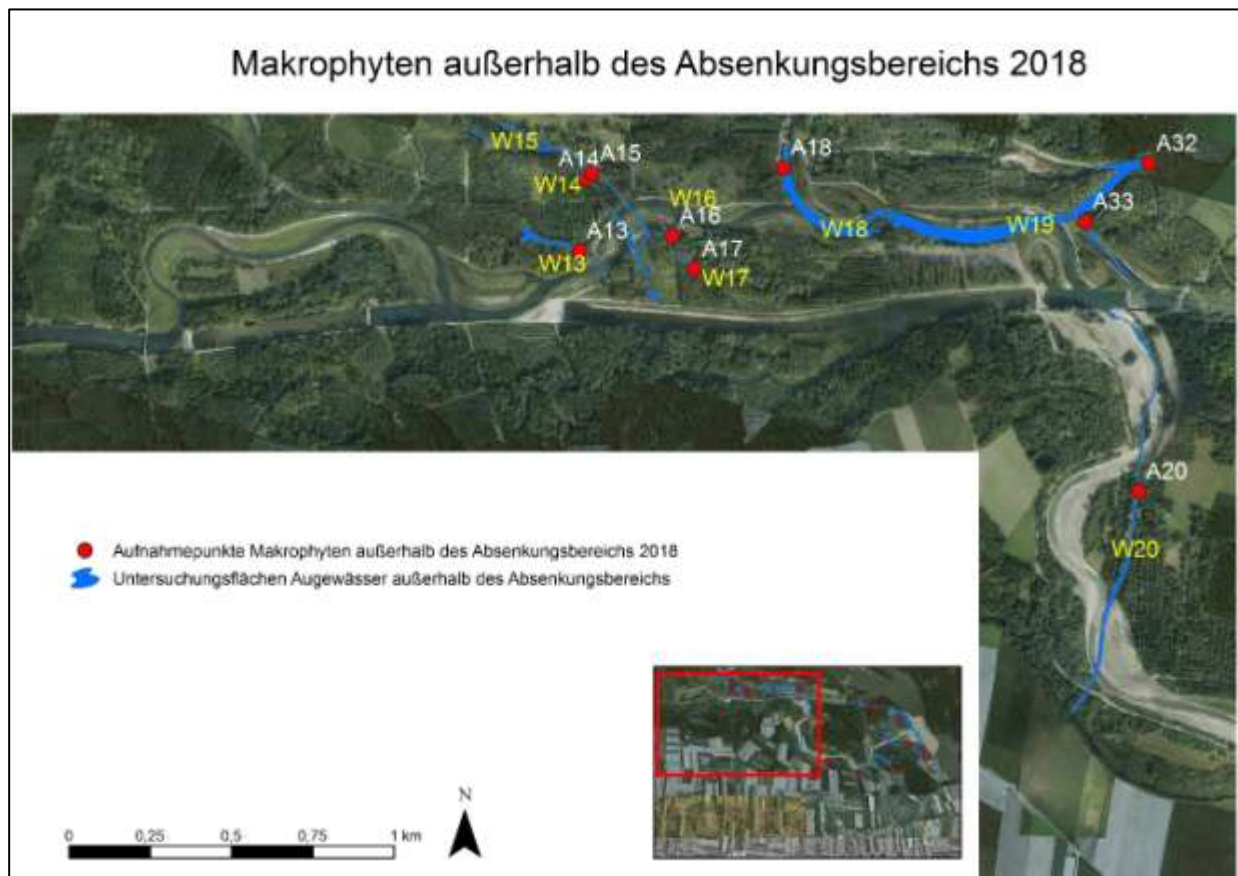 Makrophyten außerhalb des Absenkungsbereichs 2018
W15
A14
A15
W14
A18
A32
W16
A16
A33
W18
W19
A13
W13
A17
W17
A20
W20
Aufnahmepunkte Makrophyten außerhalb des Absenkungsbereichs 2018
Untersuchungsflächen Augewässer außerhalb des Absenkungsbereichs
N
0 0,25 0,5 0,75 1 km